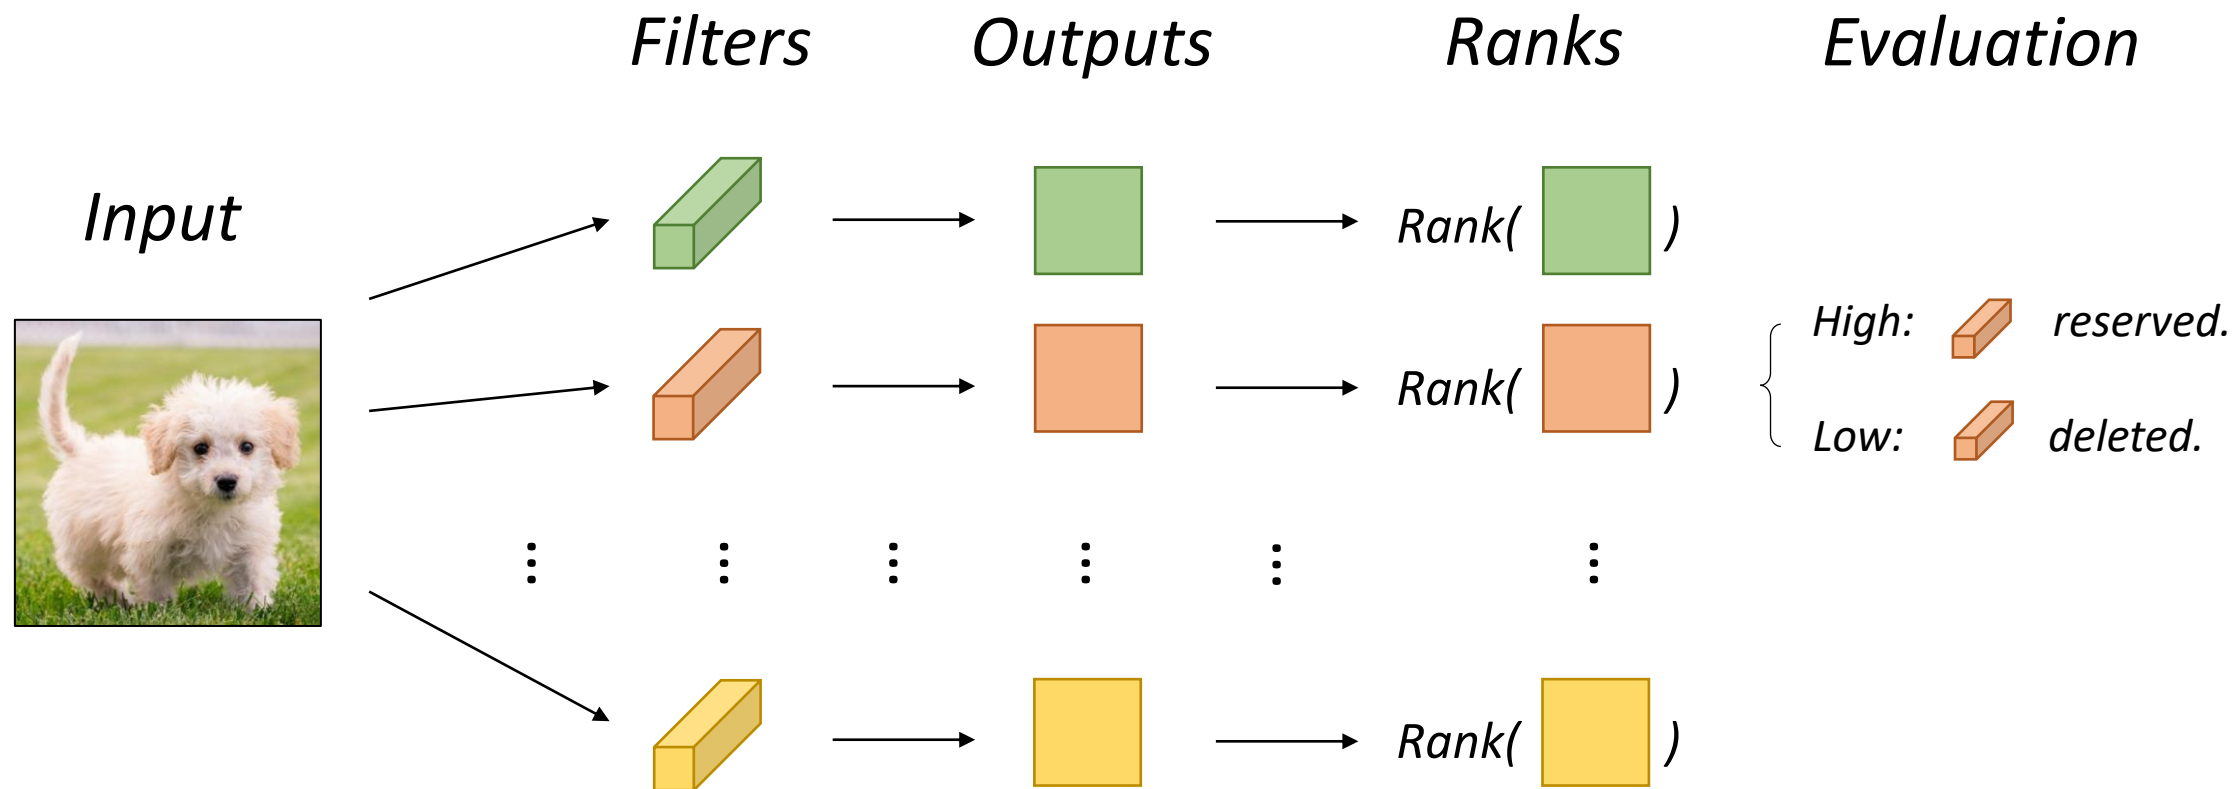 Filters Outputs Ranks Evaluation
Input
Rank( )
Rank( )
High: reserved.
Low: deleted.
Rank( )